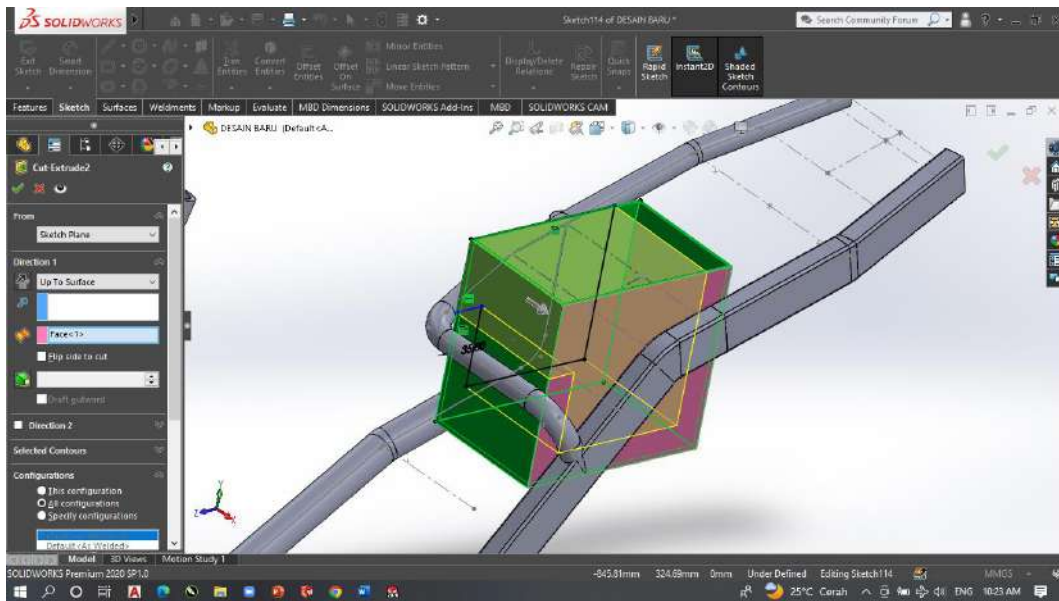 SOLIDWORKS
Sketch114 of DESAIN BARU *
Search Community Forum
Exit Sketch
Smart Dimension
Trim Entities
Convert Entities
Offset Entities
Offset On Surface
Mirror Entities
Linear Sketch Pattern
Move Entities
Display/Delete Relations
Repair Sketch
Quick Snaps
Rapid Sketch
Instant2D
Shaded Sketch Contours
Features Sketch Surfaces Weldments Markup Evaluate MBD Dimensions SOLIDWORKS Add-Ins MBD SOLIDWORKS CAM
DESAIN BARU (Default<A...
Cut-Extrude2
From
Sketch Plane
Direction 1
Up To Surface
Face<1>
Flip side to cut
Draft outward
Direction 2
Selected Contours
Configurations
This configuration
All configurations
Specify configurations
Default<As Welded>
Model 3D Views Motion Study 1
SOLIDWORKS Premium 2020 SP1.0
-845.81mm 324.69mm 0mm Under Defined Editing Sketch114 MMGS
25°C Cerah ENG 10:23 AM